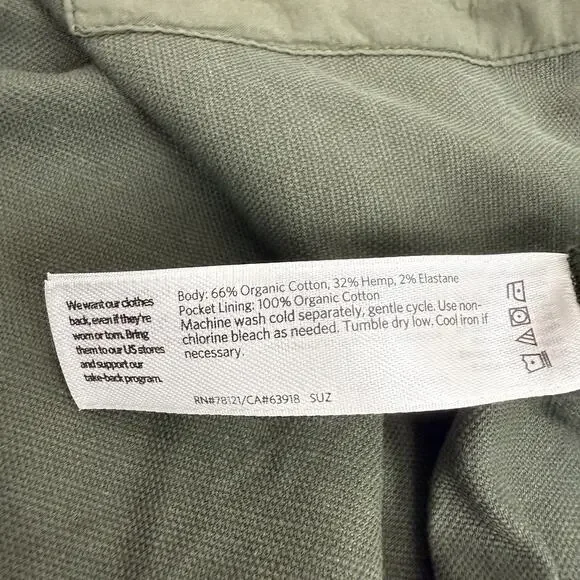 We want our clothes
back, even if they're
worn or torn. Bring
them to our US stores
and support our
take-back program.
Body: 66% Organic Cotton, 32% Hemp, 2% Elastane
Pocket Lining: 100% Organic Cotton
Machine wash cold separately, gentle cycle. Use non-
chlorine bleach as needed. Tumble dry low. Cool iron if
necessary.
RN#78121/CA#63918 SUZ